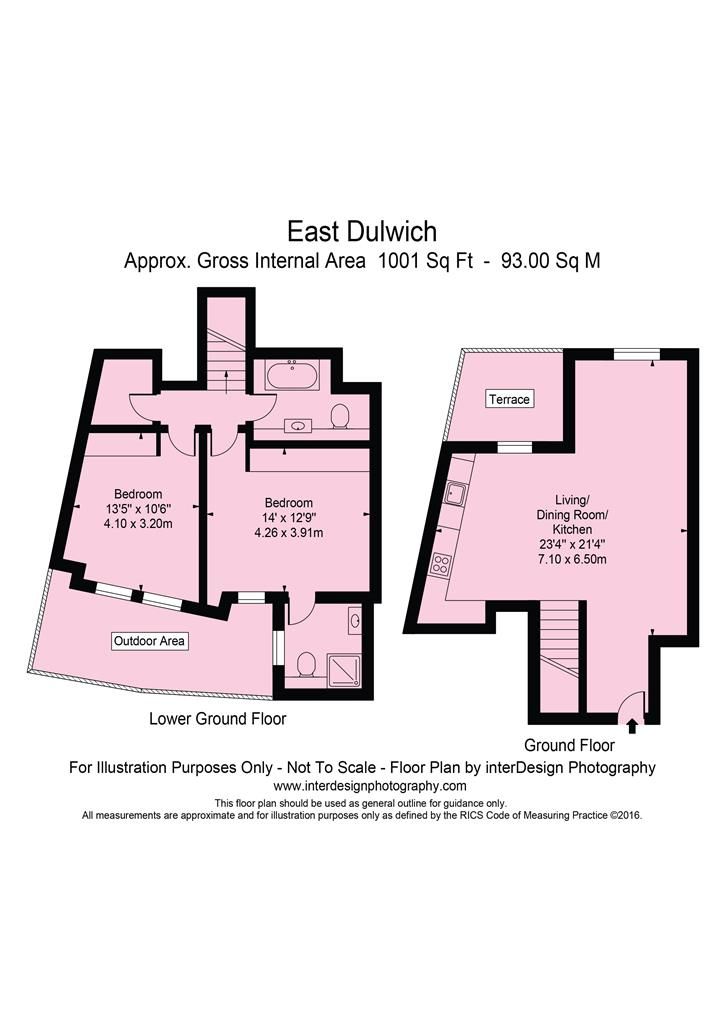 East Dulwich
Approx. Gross Internal Area 1001 Sq Ft - 93.00 Sq M
Bedroom
13'5" x 10'6"
4.10 x 3.20m
Bedroom
14' x 12'9"
4.26 x 3.91m
Outdoor Area
Lower Ground Floor
Terrace
Living/
Dining Room/
Kitchen
23'4" x 21'4"
7.10 x 6.50m
Ground Floor
For Illustration Purposes Only - Not To Scale - Floor Plan by interDesign Photography
www.interdesignphotography.com
This floor plan should be used as general outline for guidance only.
All measurements are approximate and for illustration purposes only as defined by the RICS Code of Measuring Practice ©2016.